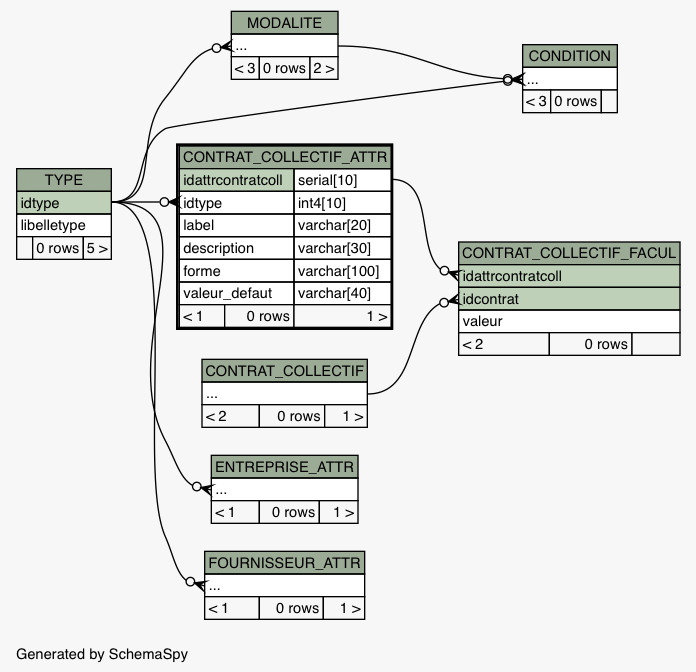 MODALITE
...
< 3 0 rows 2 >
CONDITION
...
< 3 0 rows
CONTRAT_COLLECTIF_ATTR
idattrcontratcoll serial[10]
idtype int4[10]
label varchar[20]
description varchar[30]
forme varchar[100]
valeur_defaut varchar[40]
< 1 0 rows 1 >
TYPE
idtype
libelletype
0 rows 5 >
CONTRAT_COLLECTIF_FACUL
idattrcontratcoll
idcontrat
valeur
< 2 0 rows
CONTRAT_COLLECTIF
...
< 2 0 rows 1 >
ENTREPRISE_ATTR
...
< 1 0 rows 1 >
FOURNISSEUR_ATTR
...
< 1 0 rows 1 >
Generated by SchemaSpy